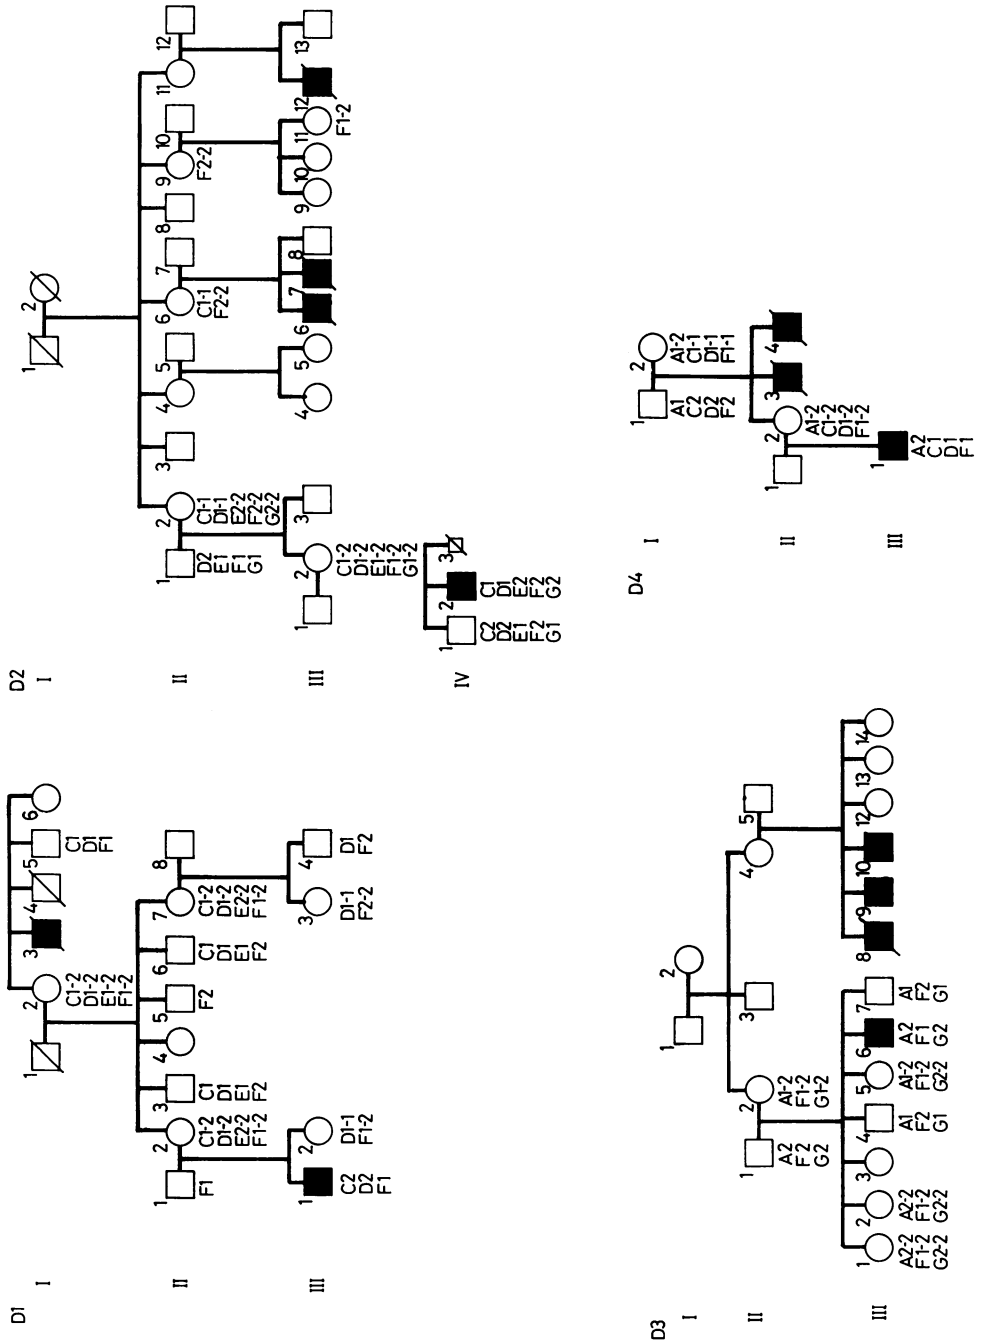 D1
I
1
2
C1-2
D1-2
E1-2
F1-2
3
4
5
C1
D1
F1
6
II
1
F1
2
C1-2
D1-2
E2-2
F1-2
3
C1
D1
E1
F2
4
5
F2
6
C1
D1
E1
F2
7
C1-2
D1-2
E2-2
F1-2
8
III
1
C2
D2
F1
2
D1-1
F1-2
3
D1-1
F2-2
4
D1
F2
D2
I
1
2
II
1
D2
E1
F1
G1
2
C1-1
D1-1
E2-2
F2-2
G2-2
3
4
5
6
C1-1
F2-2
7
8
9
F2-2
10
11
12
III
1
2
C1-2
D1-2
E1-2
F1-2
G1-2
3
4
5
6
7
8
9
10
11
F1-2
12
13
IV
1
C2
D2
E1
F2
G1
2
C1
D1
E2
F2
G2
3
D3
I
1
2
II
1
A2
F2
G2
2
A1-2
F1-2
G1-2
3
4
5
III
1
A2-2
F1-2
G2-2
2
A2-2
F1-2
G2-2
3
4
A1
F2
G1
5
A1-2
F1-2
G2-2
6
A2
F1
G2
7
A1
F2
G1
8
9
10
12
13
14
D4
I
1
A1
C2
D2
F2
2
A1-2
C1-1
D1-1
F1-1
II
1
2
A1-2
C1-2
D1-2
F1-2
3
4
III
1
A2
C1
D1
F1